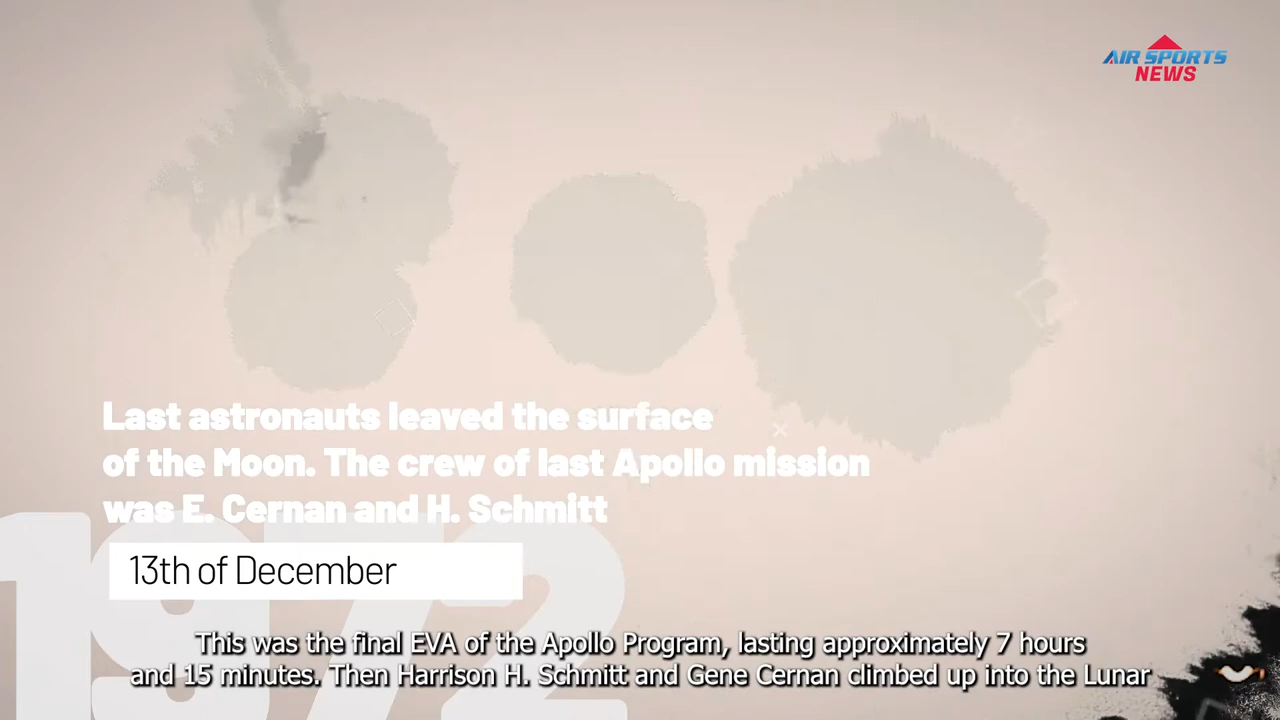 AIR SPORTS
NEWS
Last astronauts leaved the surface
of the Moon. The crew of last Apollo mission
was E. Cernan and H. Schmitt
1972
13th of December
This was the final EVA of the Apollo Program, lasting approximately 7 hours
and 15 minutes. Then Harrison H. Schmitt and Gene Cernan climbed up into the Lunar